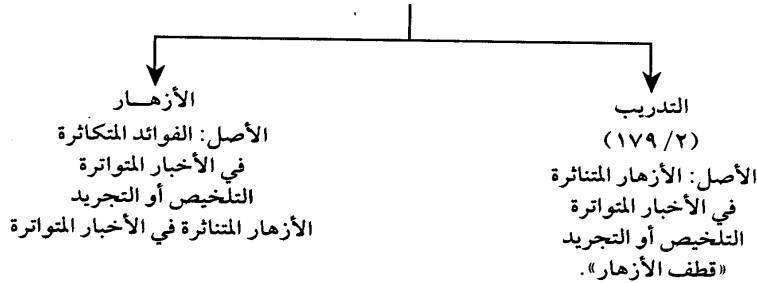 التدريب
(٢/ ١٧٩)
الأصل: الأزهار المتناثرة
في الأخبار المتواترة
التلخيص أو التجريد
«قطف الأزهار».
الأزهـــار
الأصل: الفوائد المتكاثرة
في الأخبار المتواترة
التلخيص أو التجريد
الأزهار المتناثرة في الأخبار المتواترة